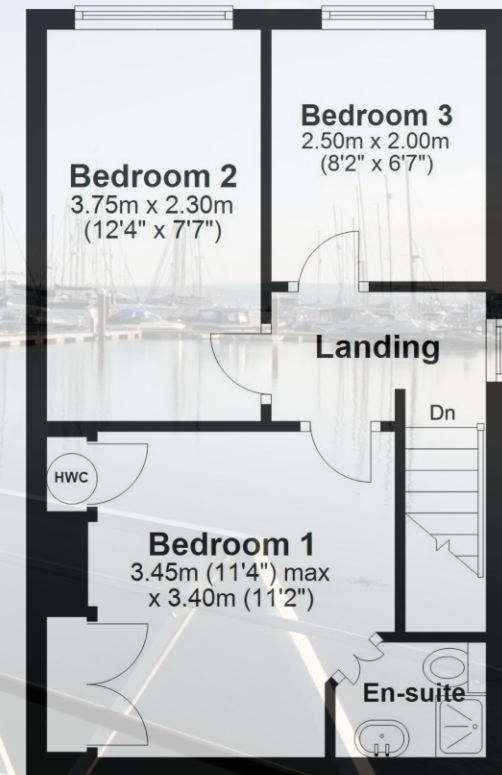 Bedroom 3
2.50m x 2.00m
(8'2" x 6'7")
Bedroom 2
3.75m x 2.30m
(12'4" x 7'7")
Landing
Dn
HWC
Bedroom 1
3.45m (11'4") max
x 3.40m (11'2")
En-suite